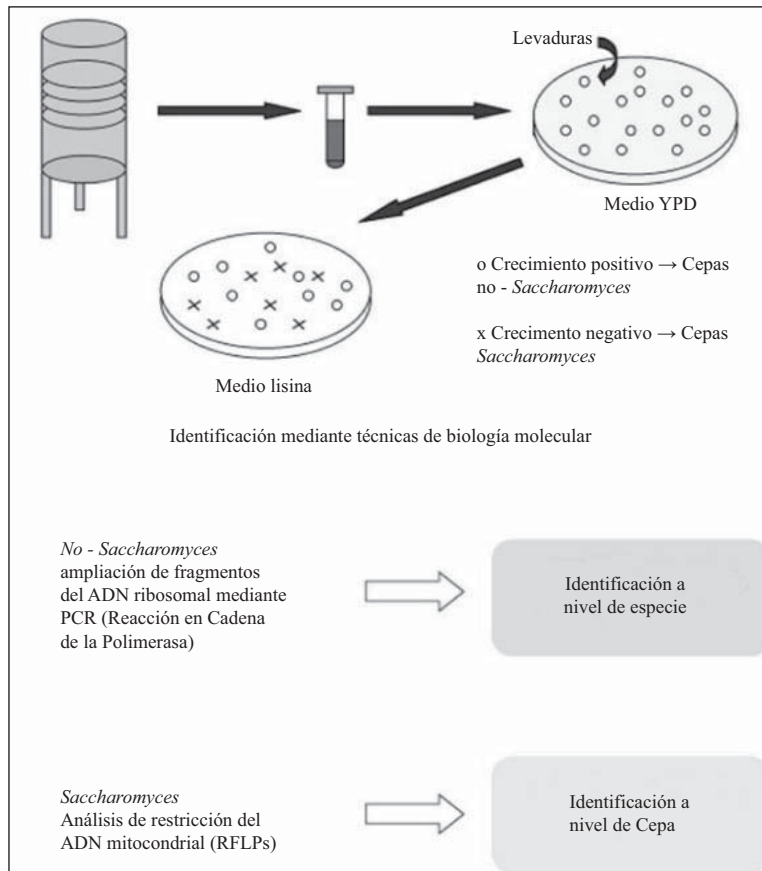 Levaduras
Medio YPD
o Crecimiento positivo → Cepas
no - Saccharomyces
x Crecimento negativo → Cepas
Saccharomyces
Medio lisina
Identificación mediante técnicas de biología molecular
No - Saccharomyces
ampliación de fragmentos
del ADN ribosomal mediante
PCR (Reacción en Cadena
de la Polimerasa)
Identificación a
nivel de especie
Saccharomyces
Análisis de restricción del
ADN mitocondrial (RFLPs)
Identificación a
nivel de Cepa